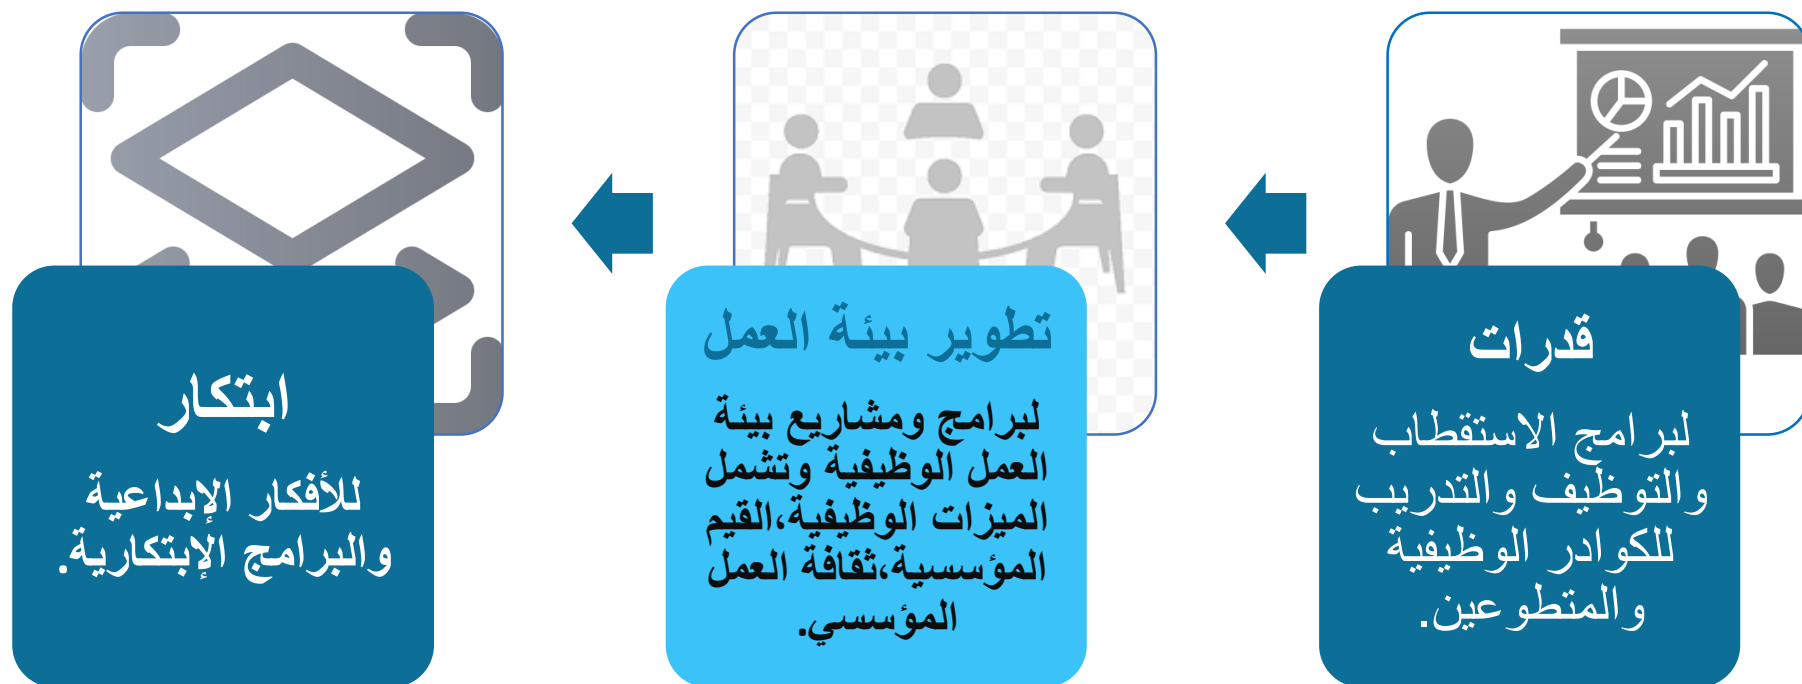 قدرات
لبرامج الاستقطاب
والتوظيف والتدريب
للكوادر الوظيفية
والمتطوعين.
تطوير بيئة العمل
لبرامج ومشاريع بيئة
العمل الوظيفية وتشمل
الميزات الوظيفية،القيم
المؤسسية،ثقافة العمل
المؤسسي.
ابتكار
للأفكار الإبداعية
والبرامج الإبتكارية.